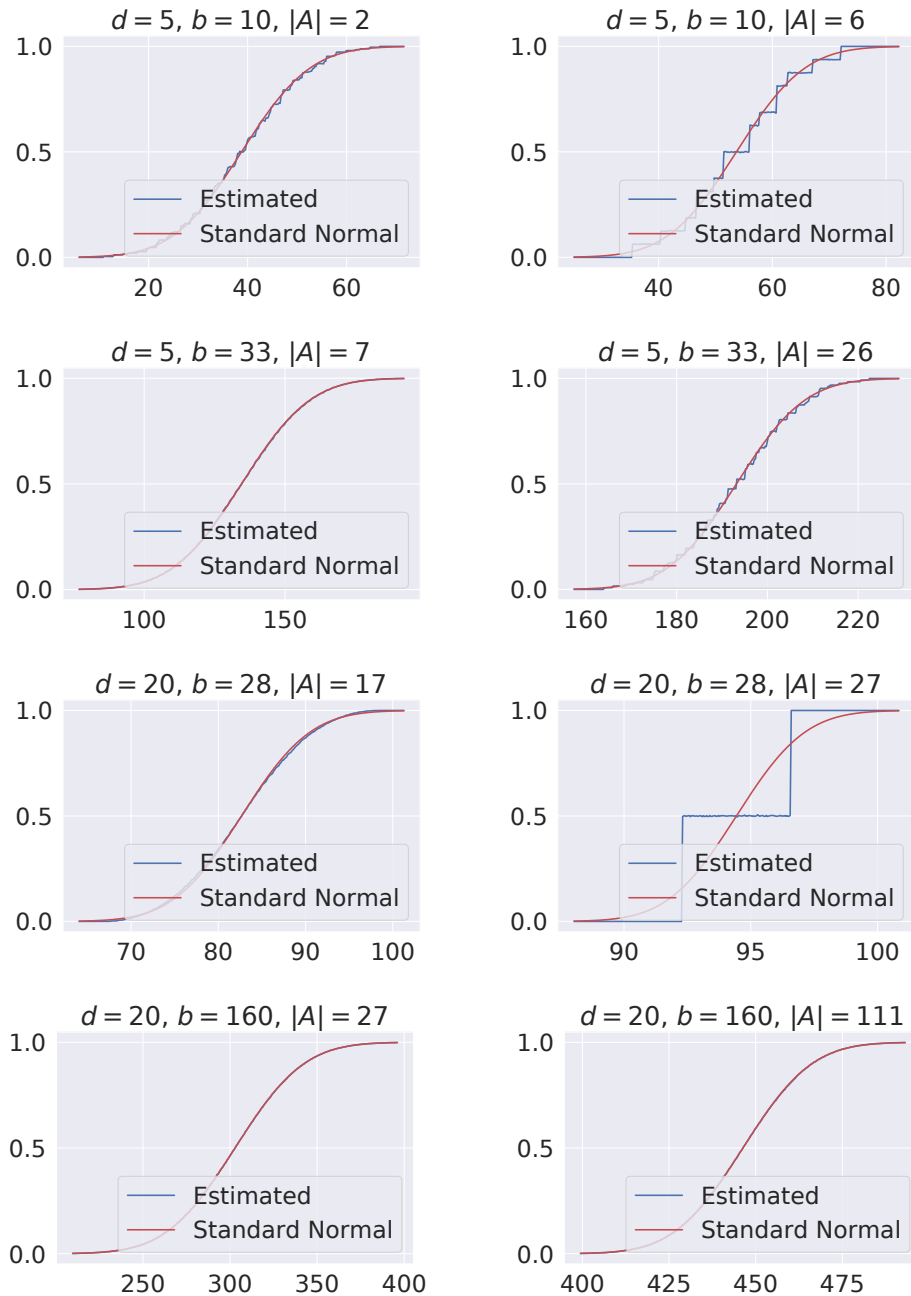 d = 5, b = 10, |A| = 2
1.0
0.5
0.0
Estimated
Standard Normal
20 40 60
d = 5, b = 10, |A| = 6
1.0
0.5
0.0
Estimated
Standard Normal
40 60 80
d = 5, b = 33, |A| = 7
1.0
0.5
0.0
Estimated
Standard Normal
100 150
d = 5, b = 33, |A| = 26
1.0
0.5
0.0
Estimated
Standard Normal
160 180 200 220
d = 20, b = 28, |A| = 17
1.0
0.5
0.0
Estimated
Standard Normal
70 80 90 100
d = 20, b = 28, |A| = 27
1.0
0.5
0.0
Estimated
Standard Normal
90 95 100
d = 20, b = 160, |A| = 27
1.0
0.5
0.0
Estimated
Standard Normal
250 300 350 400
d = 20, b = 160, |A| = 111
1.0
0.5
0.0
Estimated
Standard Normal
400 425 450 475